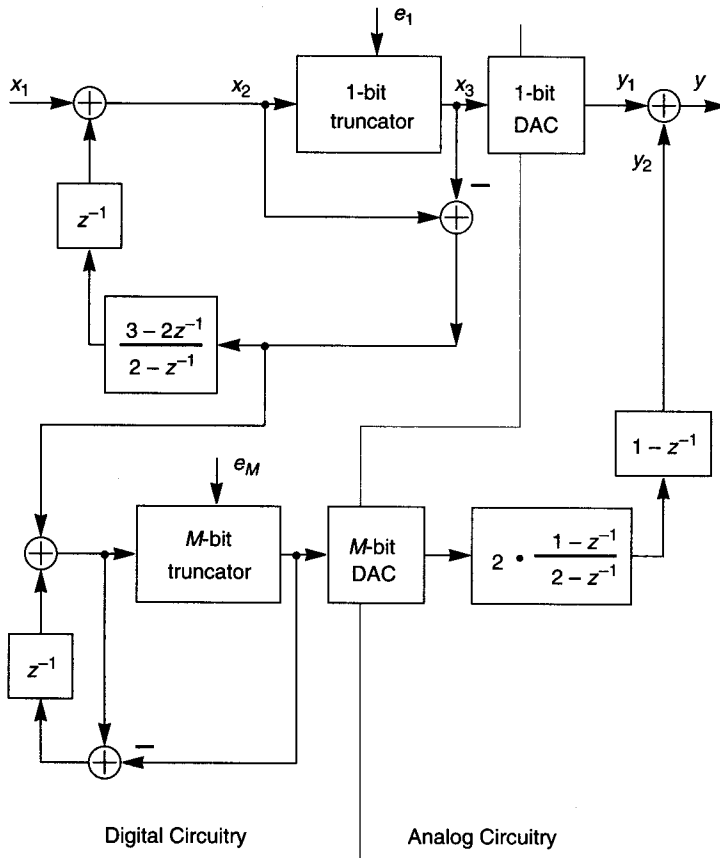 e₁
x₁
x₂
1-bit
truncator
x₃
1-bit
DAC
y₁
y
−
y₂
z⁻¹
3 – 2z⁻¹
2 – z⁻¹
1 – z⁻¹
e_M
M-bit
truncator
M-bit
DAC
2 • 1 – z⁻¹
2 – z⁻¹
z⁻¹
−
Digital Circuitry
Analog Circuitry